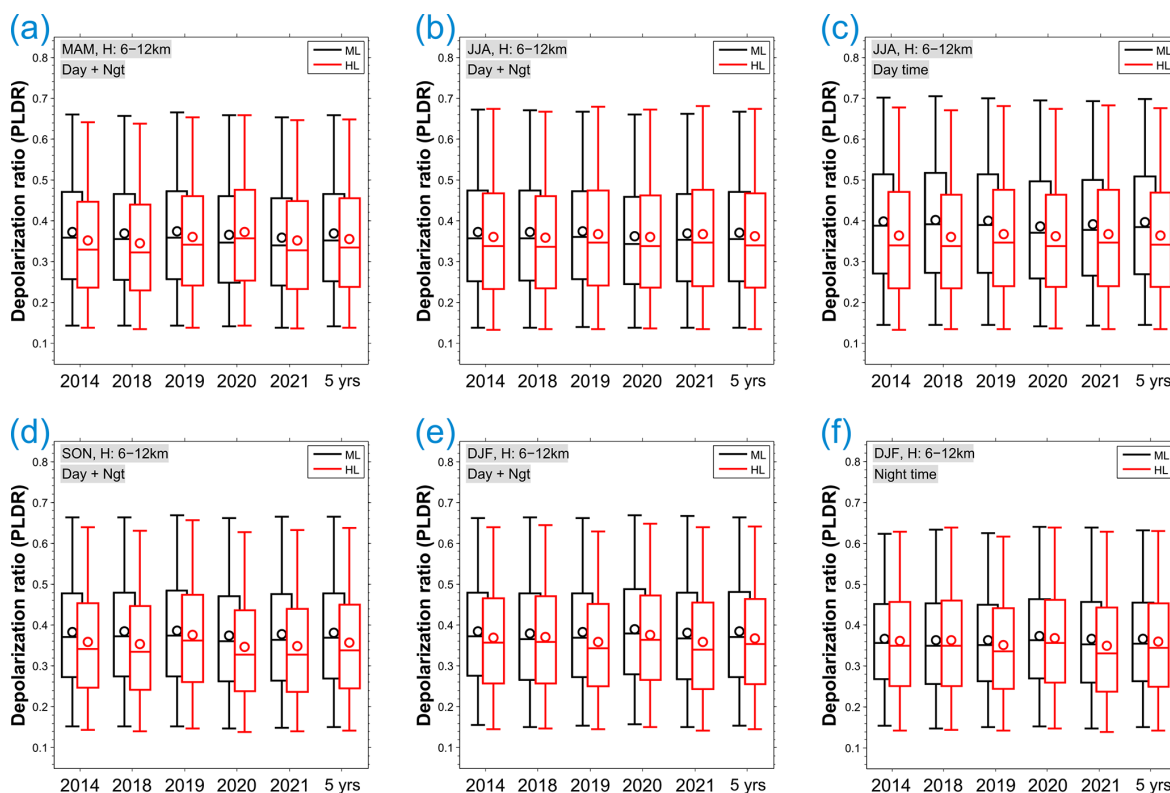 (a)
MAM, H: 6−12km
Day + Ngt
ML
HL
Depolarization ratio (PLDR)
0.8
0.7
0.6
0.5
0.4
0.3
0.2
0.1
2014 2018 2019 2020 2021 5 yrs
(b)
JJA, H: 6−12km
Day + Ngt
ML
HL
Depolarization ratio (PLDR)
0.8
0.7
0.6
0.5
0.4
0.3
0.2
0.1
2014 2018 2019 2020 2021 5 yrs
(c)
JJA, H: 6−12km
Day time
ML
HL
Depolarization ratio (PLDR)
0.8
0.7
0.6
0.5
0.4
0.3
0.2
0.1
2014 2018 2019 2020 2021 5 yrs
(d)
SON, H: 6−12km
Day + Ngt
ML
HL
Depolarization ratio (PLDR)
0.8
0.7
0.6
0.5
0.4
0.3
0.2
0.1
2014 2018 2019 2020 2021 5 yrs
(e)
DJF, H: 6−12km
Day + Ngt
ML
HL
Depolarization ratio (PLDR)
0.8
0.7
0.6
0.5
0.4
0.3
0.2
0.1
2014 2018 2019 2020 2021 5 yrs
(f)
DJF, H: 6−12km
Night time
ML
HL
Depolarization ratio (PLDR)
0.8
0.7
0.6
0.5
0.4
0.3
0.2
0.1
2014 2018 2019 2020 2021 5 yrs